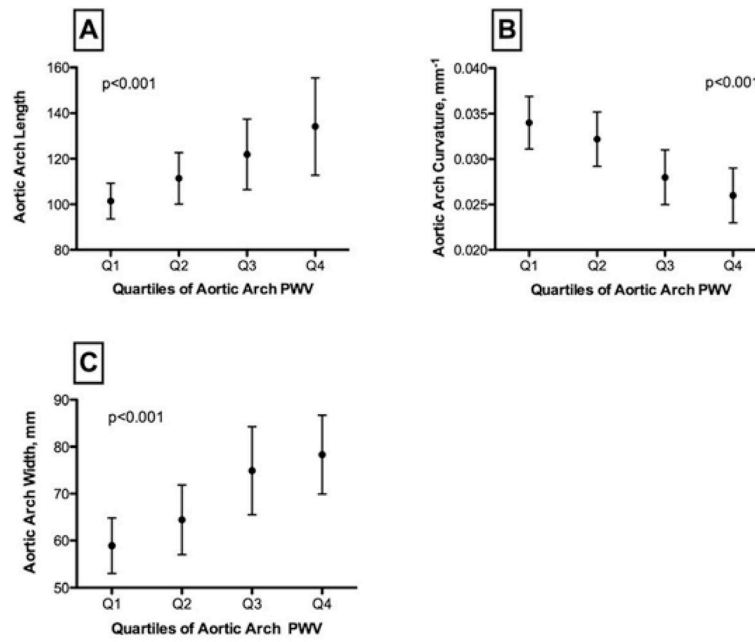 A
p<0.001
Aortic Arch Length
160
140
120
100
80
Q1 Q2 Q3 Q4
Quartiles of Aortic Arch PWV
B
p<0.001
Aortic Arch Curvature, mm⁻¹
0.040
0.035
0.030
0.025
0.020
Q1 Q2 Q3 Q4
Quartiles of Aortic Arch PWV
C
p<0.001
Aortic Arch Width, mm
90
80
70
60
50
Q1 Q2 Q3 Q4
Quartiles of Aortic Arch PWV